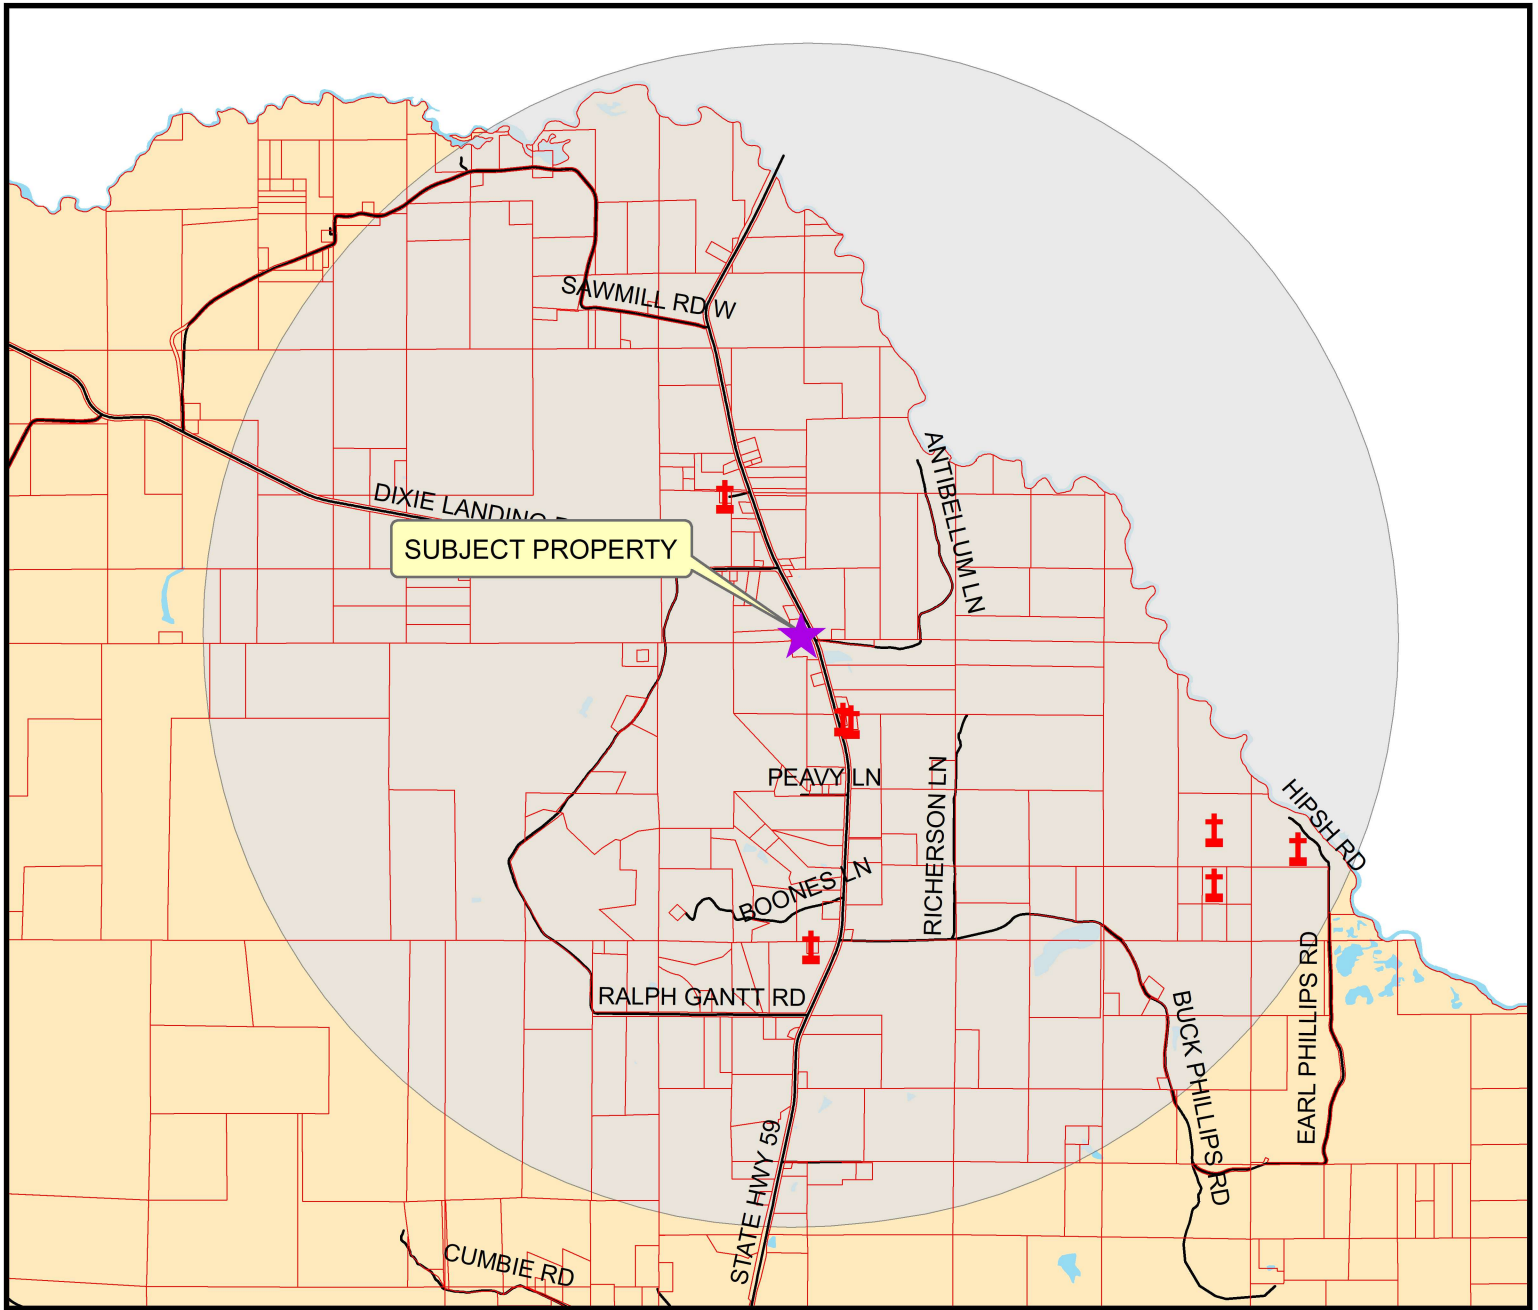 SAWMILL RD W
ANTIBELLUM LN
DIXIE LANDING
SUBJECT PROPERTY
PEAVY LN
RICHERSON LN
HIPSH RD
BOONES LN
RALPH GANTT RD
BUCK PHILLIPS RD
EARL PHILLIPS RD
STATE HWY 59
CUMBIE RD